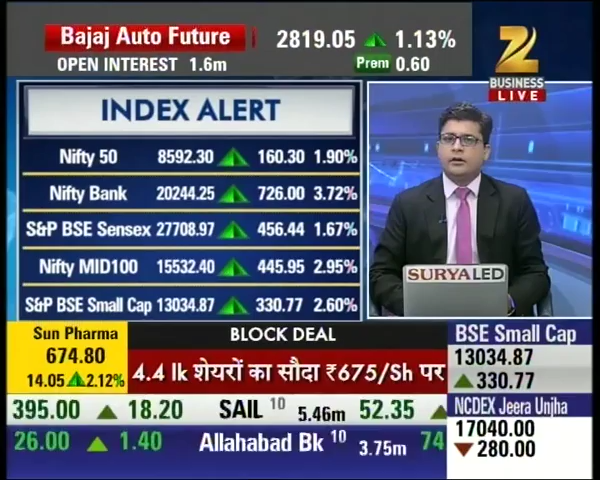 Bajaj Auto Future
2819.05 1.13%
OPEN INTEREST 1.6m
Prem 0.60
Z
BUSINESS
LIVE
INDEX ALERT
Nifty 50 8592.30 160.30 1.90%
Nifty Bank 20244.25 726.00 3.72%
S&P BSE Sensex 27708.97 456.44 1.67%
Nifty MID100 15532.40 445.95 2.95%
S&P BSE Small Cap 13034.87 330.77 2.60%
SURYALED
Sun Pharma
674.80
14.05 2.12%
BLOCK DEAL
4.4 lk शेयरों का सौदा ₹675/Sh पर
BSE Small Cap
13034.87
330.77
NCDEX Jeera Unjha
17040.00
280.00
395.00 18.20 SAIL 10 5.46m 52.35
26.00 1.40 Allahabad Bk 10 3.75m 74